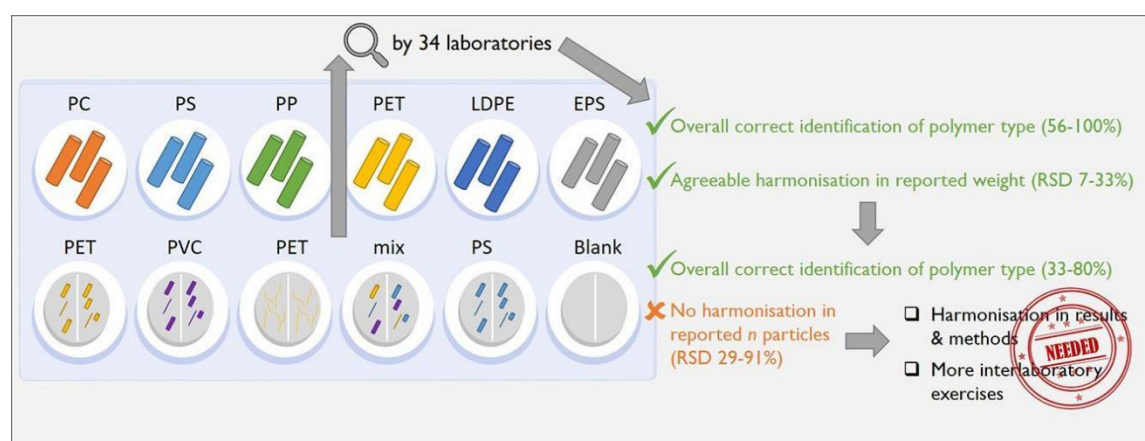 by 34 laboratories
PC PS PP PET LDPE EPS
Overall correct identification of polymer type (56-100%)
Agreeable harmonisation in reported weight (RSD 7-33%)
PET PVC PET mix PS Blank
Overall correct identification of polymer type (33-80%)
No harmonisation in
reported n particles
(RSD 29-91%)
Harmonisation in results
& methods
More interlaboratory
exercises
NEEDED